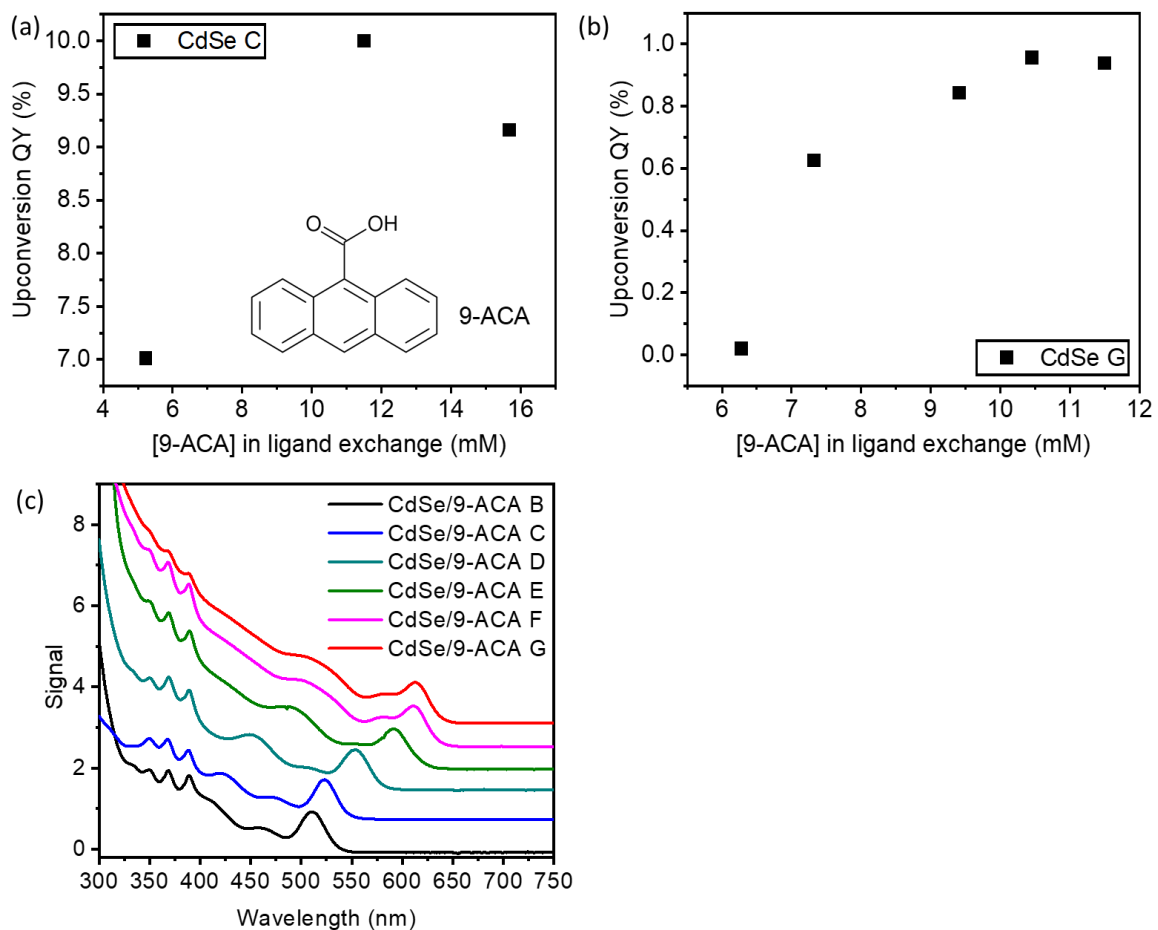 (a)
CdSe C
10.0
9.5
9.0
8.5
8.0
7.5
7.0
Upconversion QY (%)
O
OH
9-ACA
4 6 8 10 12 14 16
[9-ACA] in ligand exchange (mM)
(b)
1.0
0.8
0.6
0.4
0.2
0.0
Upconversion QY (%)
CdSe G
6 7 8 9 10 11 12
[9-ACA] in ligand exchange (mM)
(c)
CdSe/9-ACA B
CdSe/9-ACA C
CdSe/9-ACA D
CdSe/9-ACA E
CdSe/9-ACA F
CdSe/9-ACA G
8
6
4
2
0
Signal
300 350 400 450 500 550 600 650 700 750
Wavelength (nm)